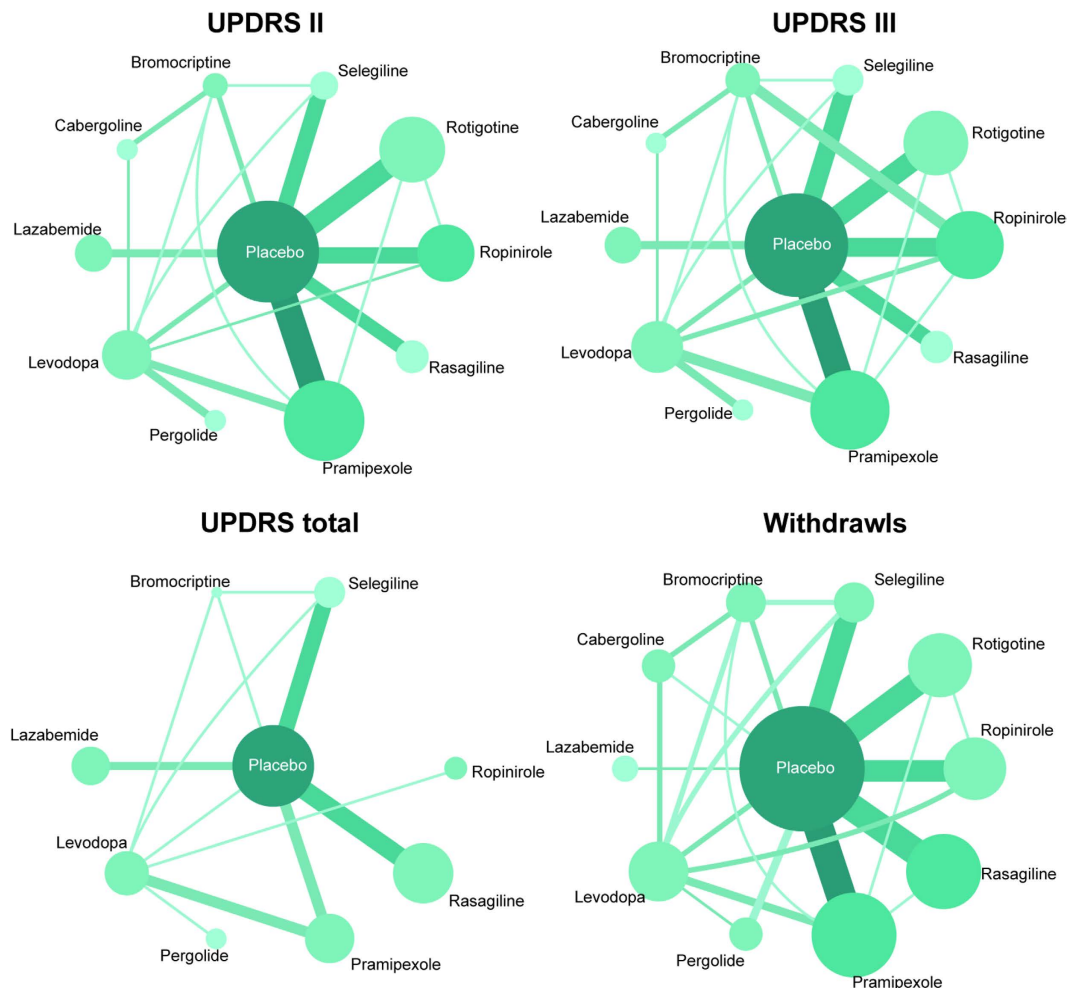 UPDRS II
Bromocriptine
Selegiline
Cabergoline
Rotigotine
Lazabemide
Placebo
Ropinirole
Levodopa
Rasagiline
Pergolide
Pramipexole
UPDRS III
Bromocriptine
Selegiline
Cabergoline
Rotigotine
Lazabemide
Placebo
Ropinirole
Levodopa
Rasagiline
Pergolide
Pramipexole
UPDRS total
Bromocriptine
Selegiline
Lazabemide
Placebo
Ropinirole
Levodopa
Rasagiline
Pergolide
Pramipexole
Withdrawls
Bromocriptine
Selegiline
Cabergoline
Rotigotine
Ropinirole
Lazabemide
Placebo
Rasagiline
Levodopa
Pergolide
Pramipexole